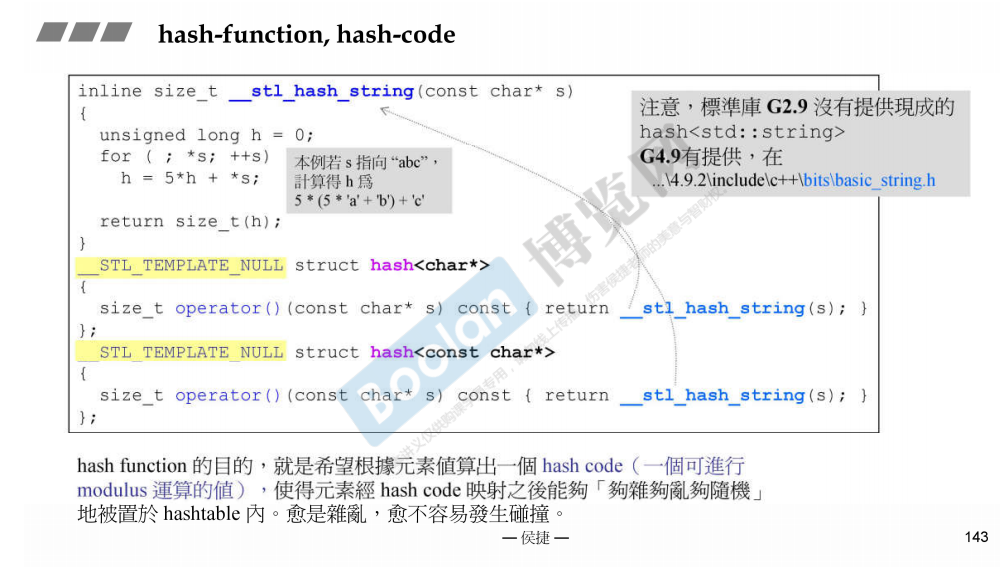 hash-function, hash-code
inline size_t __stl_hash_string(const char* s)
{
unsigned long h = 0;
for ( ; *s; ++s)
h = 5*h + *s;
return size_t(h);
}
本例若 s 指向 “abc”，
計算得 h 爲
5 * (5 * 'a' + 'b') + 'c'
注意，標準庫 G2.9 沒有提供現成的
hash<std::string>
G4.9有提供，在
...\4.9.2\include\c++\bits\basic_string.h
__STL_TEMPLATE_NULL struct hash<char*>
{
size_t operator()(const char* s) const { return __stl_hash_string(s); }
};
__STL_TEMPLATE_NULL struct hash<const char*>
{
size_t operator()(const char* s) const { return __stl_hash_string(s); }
};
Boolan
博览网
hash function 的目的，就是希望根據元素值算出一個 hash code（一個可進行
modulus 運算的值），使得元素經 hash code 映射之後能夠「夠雜夠亂夠隨機」
地被置於 hashtable 內。愈是雜亂，愈不容易發生碰撞。
— 侯捷 —
143